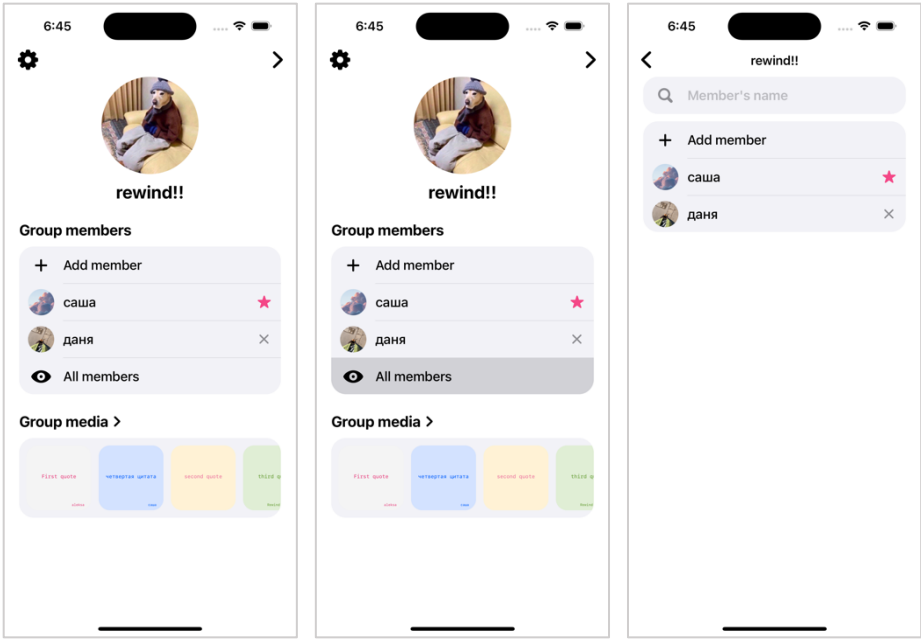 6:45
rewind!!
Group members
Add member
саша
даня
All members
Group media >
first quote
четвертая цитата
second quote
third q
6:45
rewind!!
Group members
Add member
саша
даня
All members
Group media >
first quote
четвертая цитата
second quote
third q
6:45
rewind!!
Member's name
Add member
саша
даня